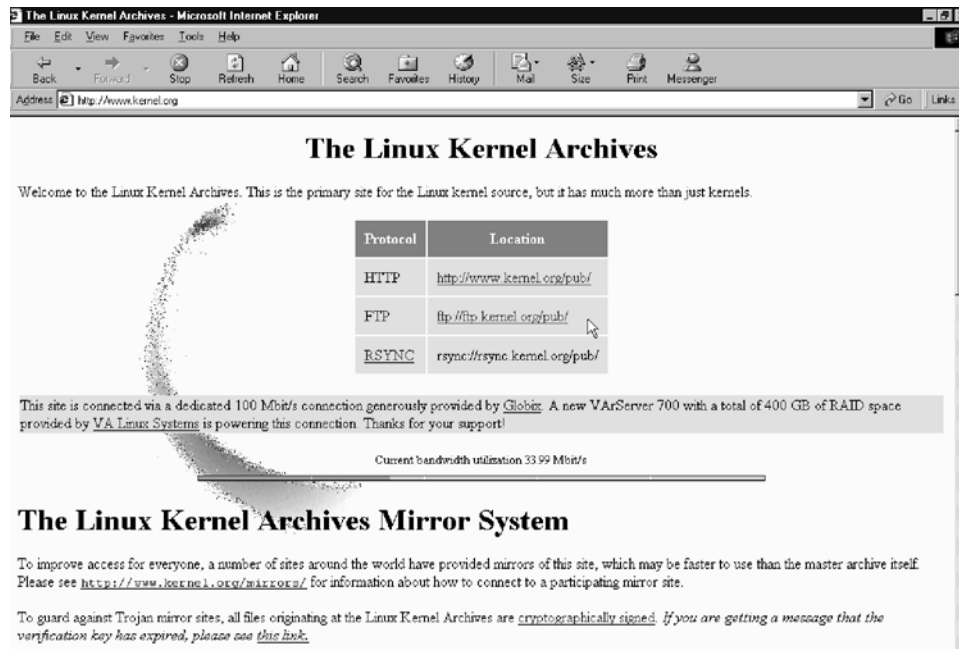 The Linux Kernel Archives - Microsoft Internet Explorer
File Edit View Favorites Tools Help
Back Forward Stop Refresh Home Search Favorites History Mail Size Print Messenger
Address http://www.kernel.org Go Links
The Linux Kernel Archives
Welcome to the Linux Kernel Archives. This is the primary site for the Linux kernel source, but it has much more than just kernels.
Protocol Location
HTTP http://www.kernel.org/pub/
FTP ftp://ftp.kernel.org/pub/
RSYNC rsync://rsync.kernel.org/pub/
This site is connected via a dedicated 100 Mbit/s connection generously provided by Globix. A new VArServer 700 with a total of 400 GB of RAID space
provided by VA Linux Systems is powering this connection. Thanks for your support!
Current bandwidth utilization 33.99 Mbit/s
The Linux Kernel Archives Mirror System
To improve access for everyone, a number of sites around the world have provided mirrors of this site, which may be faster to use than the master archive itself.
Please see http://www.kernel.org/mirrors/ for information about how to connect to a participating mirror site.
To guard against Trojan mirror sites, all files originating at the Linux Kernel Archives are cryptographically signed. If you are getting a message that the
verification key has expired, please see this link.